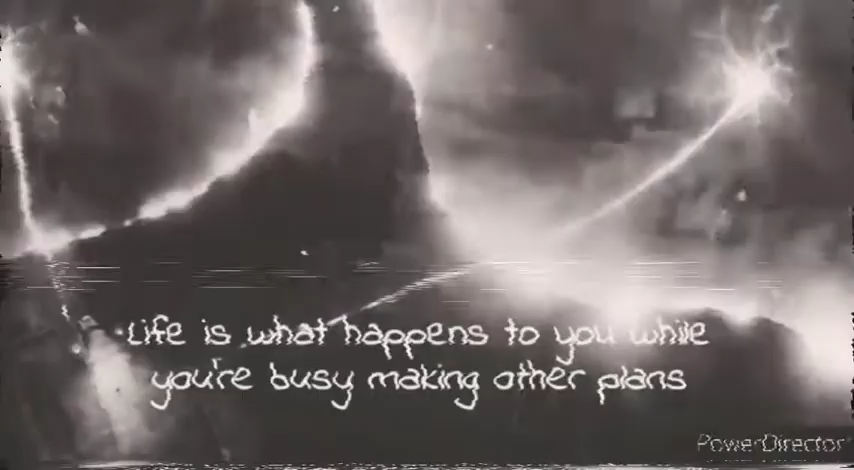 Life is what happens to you while
you're busy making other plans
PowerDirector